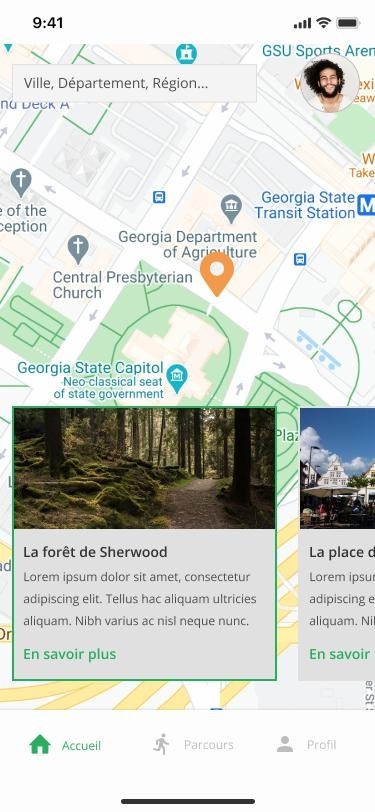 9:41
GSU Sports Aren
Ville, Département, Région...
nd Deck A
W
Take
Georgia State
Transit Station
M
e of the
ception
Georgia Department
of Agriculture
Central Presbyterian
Church
Georgia State Capitol
Neo-classical seat
of state government
Plaz
La forêt de Sherwood
Lorem ipsum dolor sit amet, consectetur
adipiscing elit. Tellus hac aliquam ultricies
aliquam. Nibh varius ac nisl neque nunc.
En savoir plus
La place d
Lorem ipsu
adipiscing e
aliquam. Ni
En savoir
er St S
Accueil
Parcours
Profil